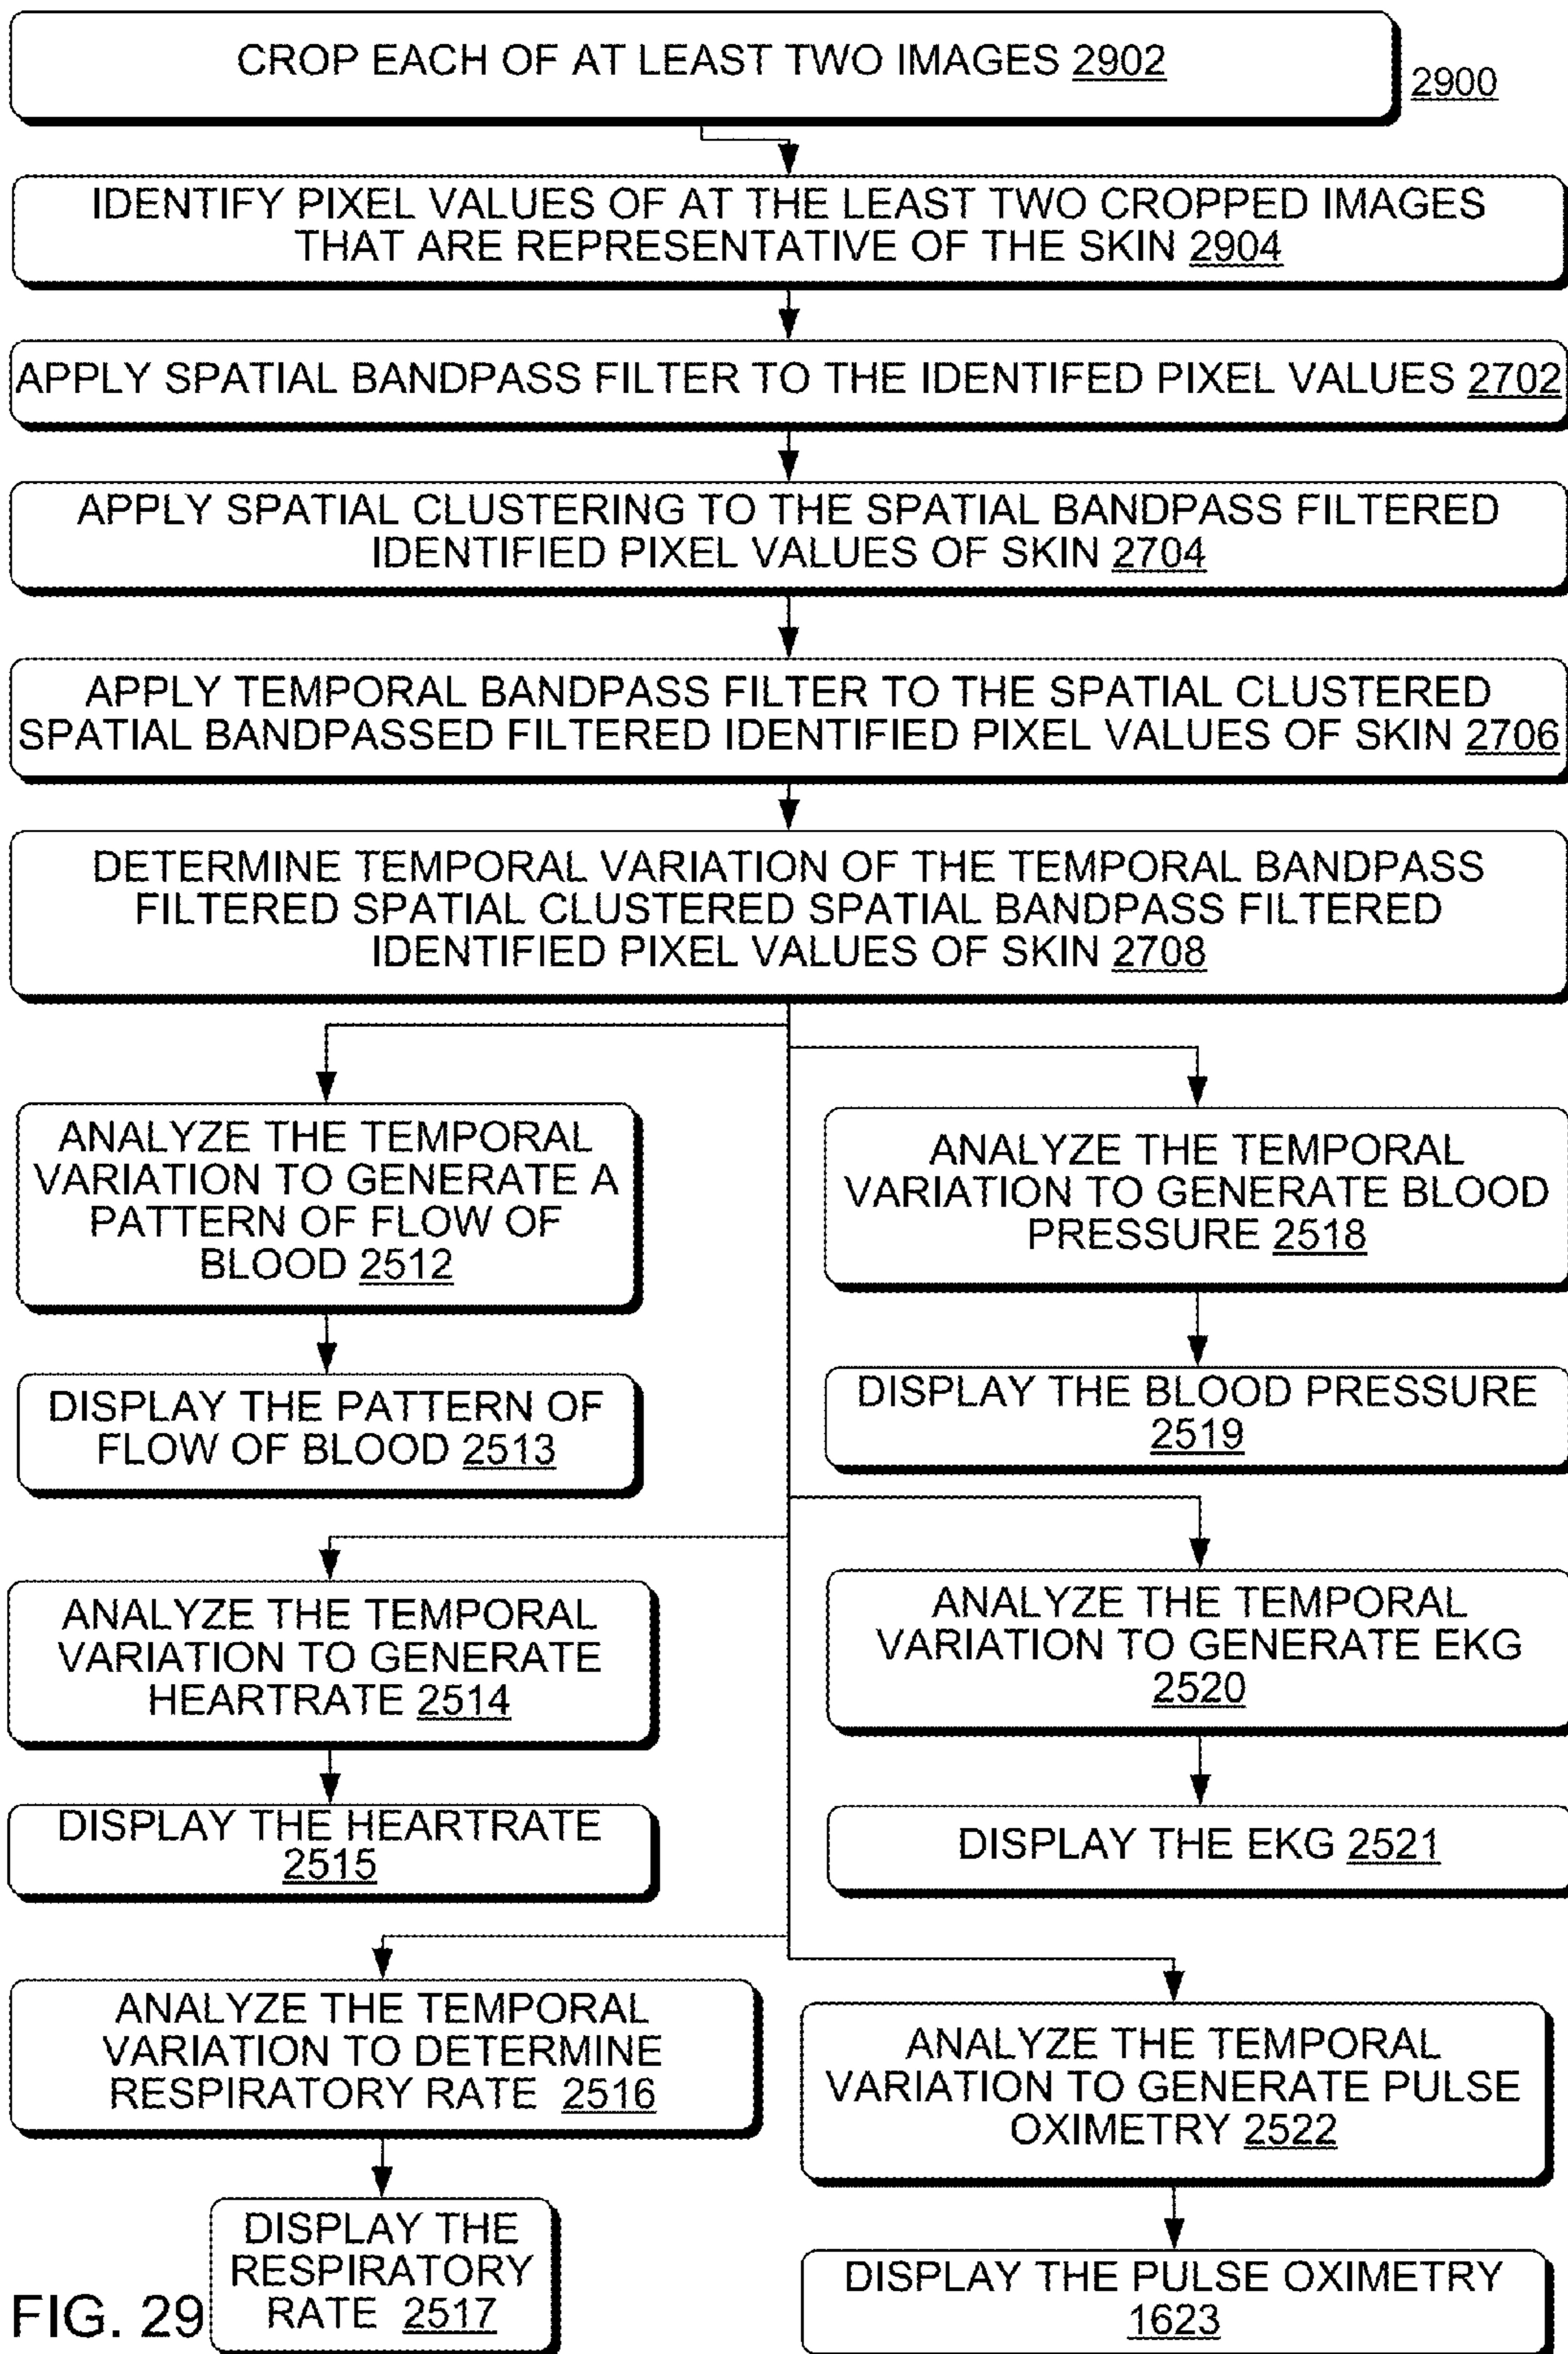 CROP EACH OF AT LEAST TWO IMAGES 2902
2900
IDENTIFY PIXEL VALUES OF AT THE LEAST TWO CROPPED IMAGES
THAT ARE REPRESENTATIVE OF THE SKIN 2904
APPLY SPATIAL BANDPASS FILTER TO THE IDENTIFED PIXEL VALUES 2702
APPLY SPATIAL CLUSTERING TO THE SPATIAL BANDPASS FILTERED
IDENTIFIED PIXEL VALUES OF SKIN 2704
APPLY TEMPORAL BANDPASS FILTER TO THE SPATIAL CLUSTERED
SPATIAL BANDPASSED FILTERED IDENTIFIED PIXEL VALUES OF SKIN 2706
DETERMINE TEMPORAL VARIATION OF THE TEMPORAL BANDPASS
FILTERED SPATIAL CLUSTERED SPATIAL BANDPASS FILTERED
IDENTIFIED PIXEL VALUES OF SKIN 2708
ANALYZE THE TEMPORAL
VARIATION TO GENERATE A
PATTERN OF FLOW OF
BLOOD 2512
DISPLAY THE PATTERN OF
FLOW OF BLOOD 2513
ANALYZE THE TEMPORAL
VARIATION TO GENERATE BLOOD
PRESSURE 2518
DISPLAY THE BLOOD PRESSURE
2519
ANALYZE THE TEMPORAL
VARIATION TO GENERATE
HEARTRATE 2514
DISPLAY THE HEARTRATE
2515
ANALYZE THE TEMPORAL
VARIATION TO GENERATE EKG
2520
DISPLAY THE EKG 2521
ANALYZE THE TEMPORAL
VARIATION TO DETERMINE
RESPIRATORY RATE 2516
DISPLAY THE
RESPIRATORY
RATE 2517
ANALYZE THE TEMPORAL
VARIATION TO GENERATE PULSE
OXIMETRY 2522
DISPLAY THE PULSE OXIMETRY
1623
FIG. 29